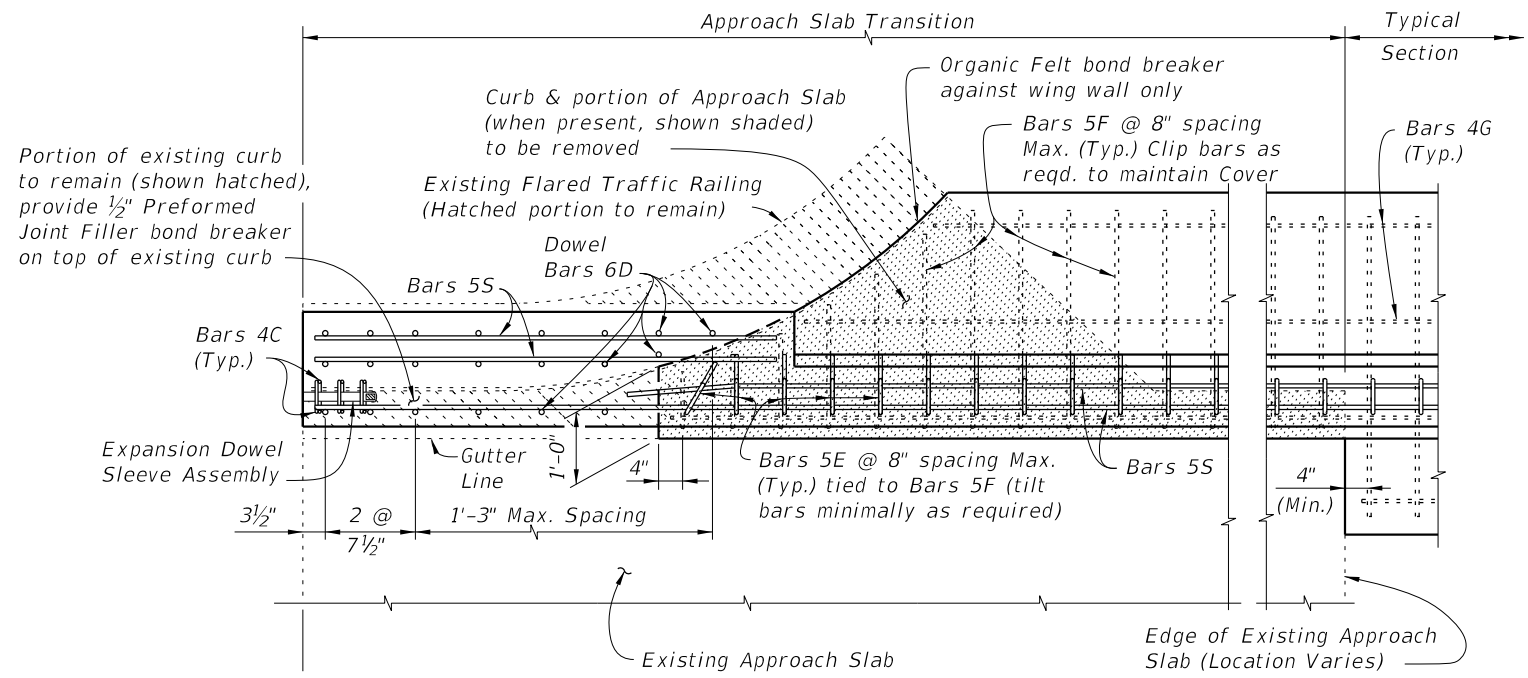 Approach Slab Transition
Typical
Section
Organic Felt bond breaker
against wing wall only
Curb & portion of Approach Slab
(when present, shown shaded)
to be removed
Bars 5F @ 8" spacing
Max. (Typ.) Clip bars as
reqd. to maintain Cover
Bars 4G
(Typ.)
Portion of existing curb
to remain (shown hatched),
provide ½" Preformed
Joint Filler bond breaker
on top of existing curb
Existing Flared Traffic Railing
(Hatched portion to remain)
Dowel
Bars 6D
Bars 5S
Bars 4C
(Typ.)
Expansion Dowel
Sleeve Assembly
Gutter
Line
1'-0"
4"
Bars 5E @ 8" spacing Max.
(Typ.) tied to Bars 5F (tilt
bars minimally as required)
Bars 5S
4"
(Min.)
3½"
2 @
7½"
1'-3" Max. Spacing
Existing Approach Slab
Edge of Existing Approach
Slab (Location Varies)